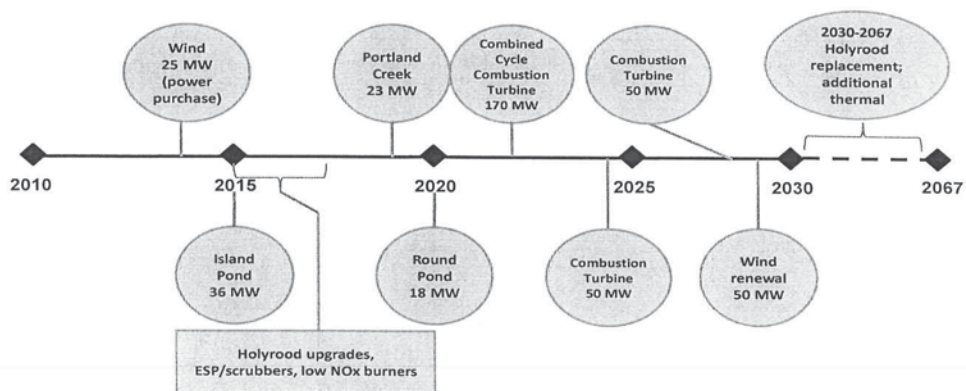 Wind
25 MW
(power
purchase)
Portland
Creek
23 MW
Combined
Cycle
Combustion
Turbine
170 MW
Combustion
Turbine
50 MW
2030-2067
Holyrood
replacement;
additional
thermal
2010
2015
2020
2025
2030
2067
Island
Pond
36 MW
Round
Pond
18 MW
Combustion
Turbine
50 MW
Wind
renewal
50 MW
Holyrood upgrades,
ESP/scrubbers, low NOx burners